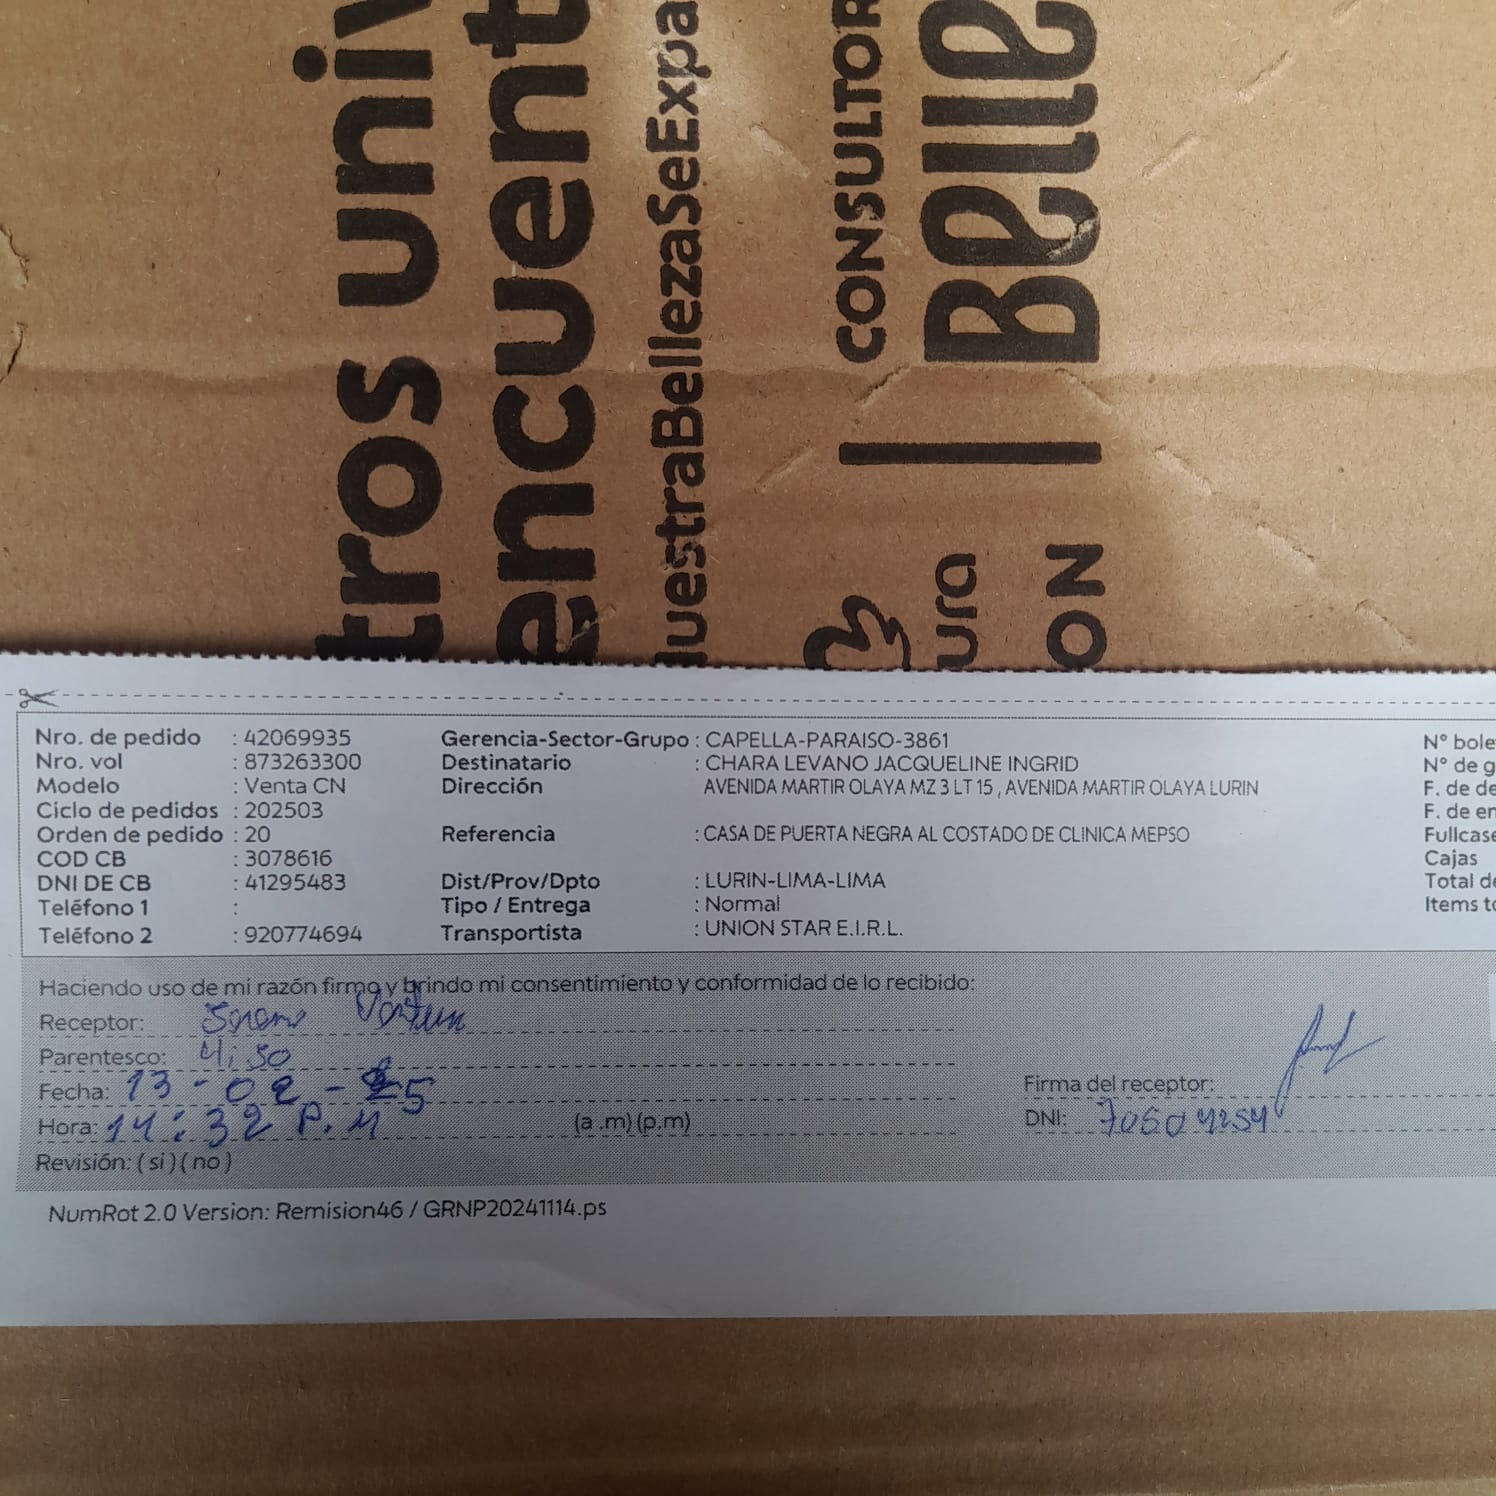 tros univ
encuent
uestraBellezaSeExpa
CONSULTOR
Belle
ura
ON
Nro. de pedido : 42069935
Nro. vol : 873263300
Modelo : Venta CN
Ciclo de pedidos : 202503
Orden de pedido : 20
COD CB : 3078616
DNI DE CB : 41295483
Teléfono 1 :
Teléfono 2 : 920774694
Gerencia-Sector-Grupo : CAPELLA-PARAISO-3861
Destinatario : CHARA LEVANO JACQUELINE INGRID
Dirección AVENIDA MARTIR OLAYA MZ 3 LT 15 , AVENIDA MARTIR OLAYA LURIN
Referencia : CASA DE PUERTA NEGRA AL COSTADO DE CLINICA MEPSO
Dist/Prov/Dpto : LURIN-LIMA-LIMA
Tipo / Entrega : Normal
Transportista : UNION STAR E.I.R.L.
N° bole
N° de g
F. de de
F. de en
Fullcase
Cajas
Total de
Items to
Haciendo uso de mi razón firmo y brindo mi consentimiento y conformidad de lo recibido:
Receptor:
Parentesco:
Fecha: 13-02-25
Hora: 14:32 P.M (a .m) (p.m)
Revisión: ( si ) ( no )
Firma del receptor:
DNI:
NumRot 2.0 Version: Remision46 / GRNP20241114.ps